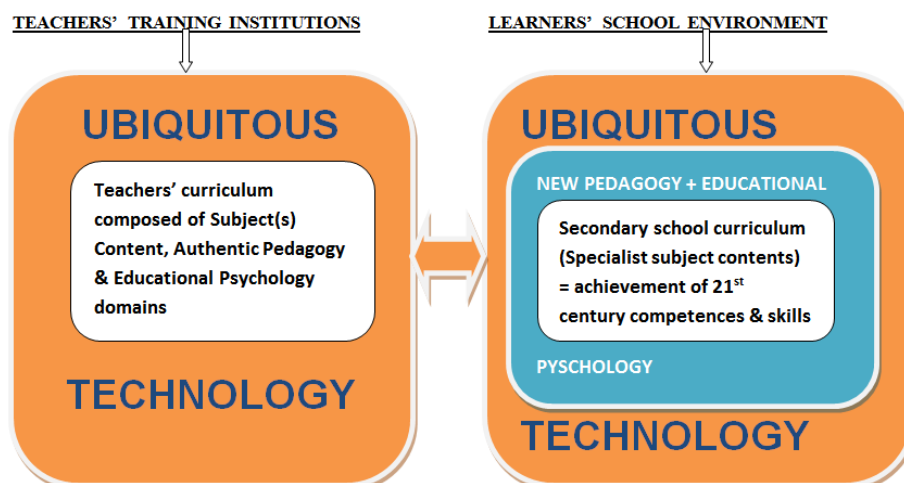 TEACHERS' TRAINING INSTITUTIONS
UBIQUITOUS
Teachers' curriculum
composed of Subject(s)
Content, Authentic Pedagogy
& Educational Psychology
domains
TECHNOLOGY
LEARNERS' SCHOOL ENVIRONMENT
UBIQUITOUS
NEW PEDAGOGY + EDUCATIONAL
Secondary school curriculum
(Specialist subject contents)
= achievement of 21st
century competences & skills
PYSCHOLOGY
TECHNOLOGY